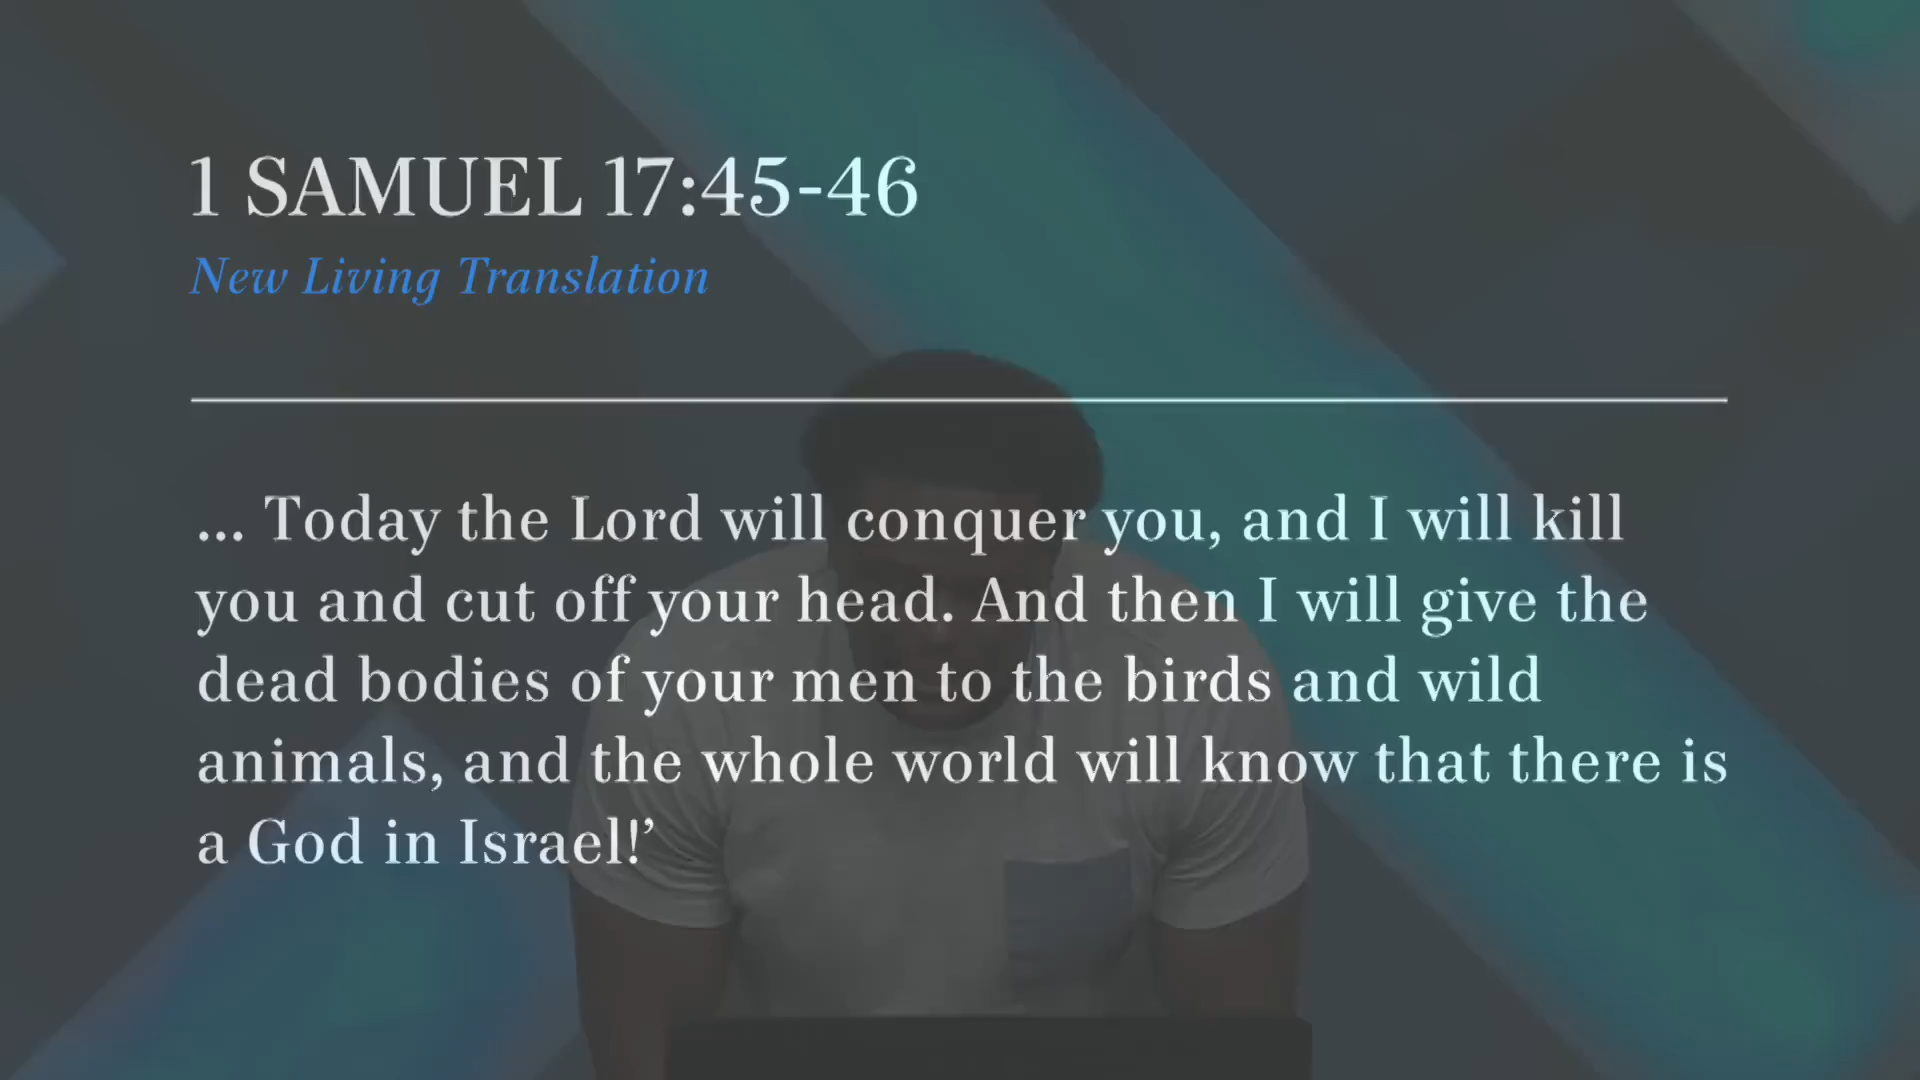 1 SAMUEL 17:45-46
New Living Translation
... Today the Lord will conquer you, and I will kill
you and cut off your head. And then I will give the
dead bodies of your men to the birds and wild
animals, and the whole world will know that there is
a God in Israel!’